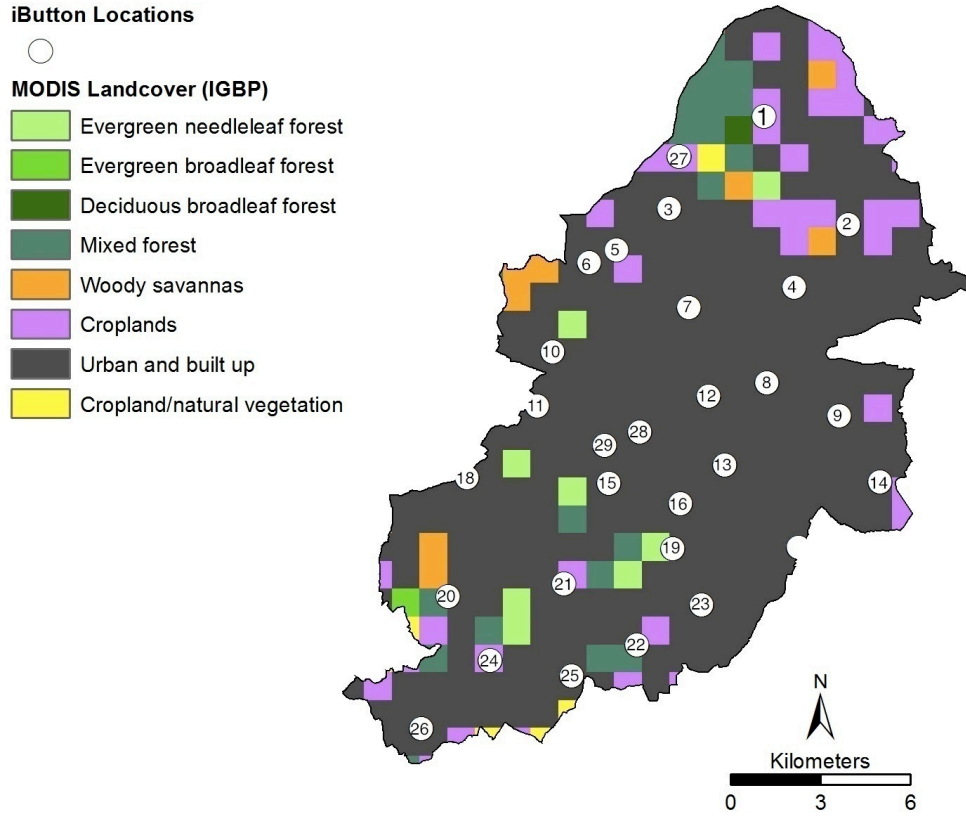 iButton Locations
MODIS Landcover (IGBP)
Evergreen needleleaf forest
Evergreen broadleaf forest
Deciduous broadleaf forest
Mixed forest
Woody savannas
Croplands
Urban and built up
Cropland/natural vegetation
1
27
3
2
5
6
4
7
10
8
12
11
9
28
29
13
18
15
14
16
19
21
20
23
22
24
25
26
N
Kilometers
0 3 6